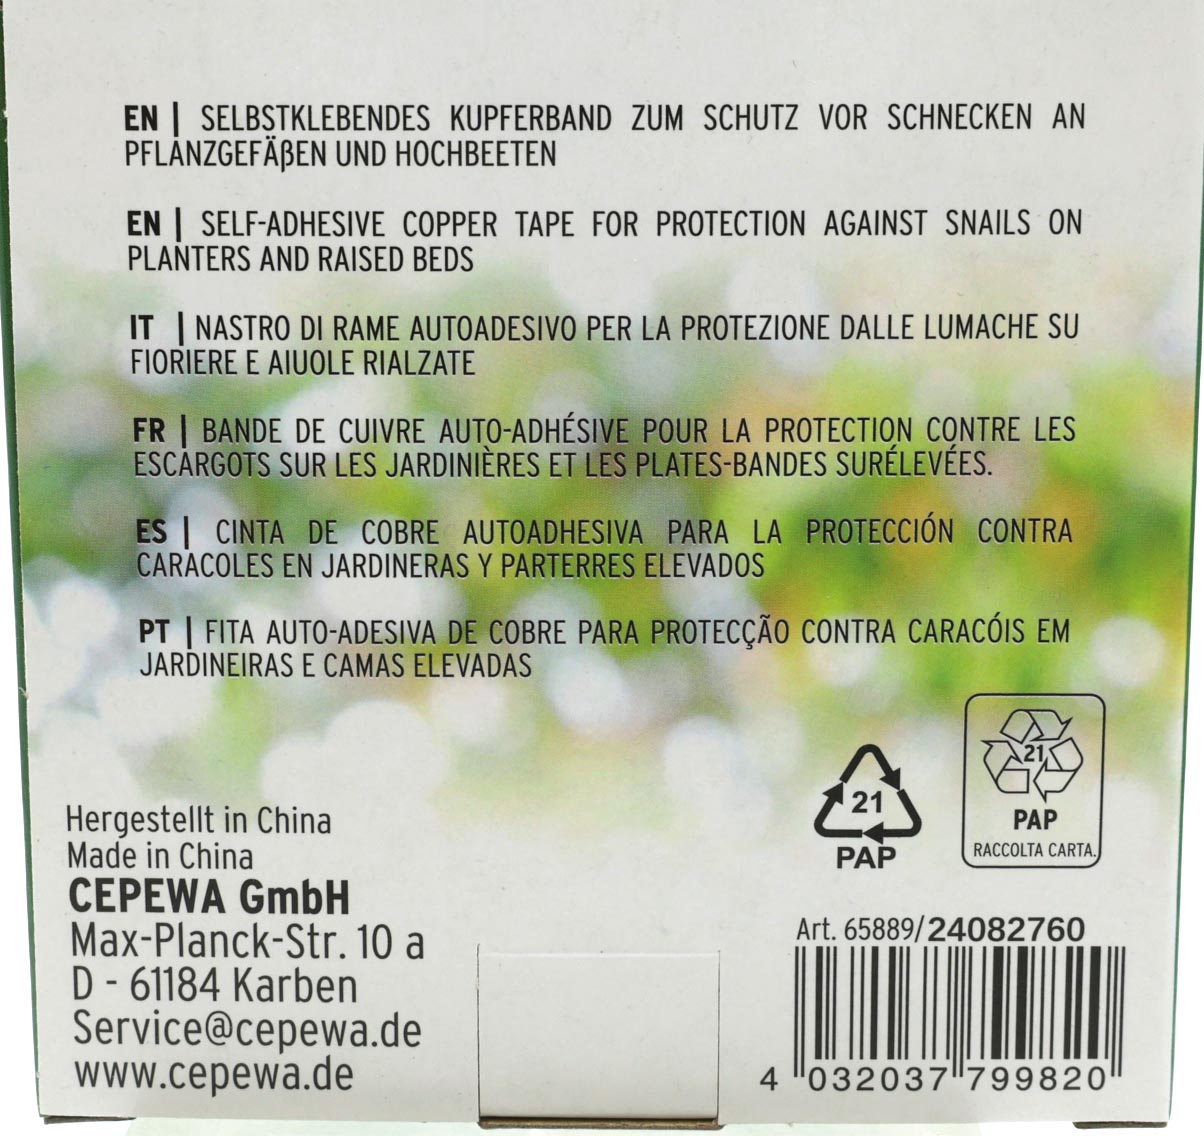 EN | SELBSTKLEBENDES KUPFERBAND ZUM SCHUTZ VOR SCHNECKEN AN
PFLANZGEFÄβEN UND HOCHBEETEN
EN | SELF-ADHESIVE COPPER TAPE FOR PROTECTION AGAINST SNAILS ON
PLANTERS AND RAISED BEDS
IT | NASTRO DI RAME AUTOADESIVO PER LA PROTEZIONE DALLE LUMACHE SU
FIORIERE E AIUOLE RIALZATE
FR | BANDE DE CUIVRE AUTO-ADHÉSIVE POUR LA PROTECTION CONTRE LES
ESCARGOTS SUR LES JARDINIÈRES ET LES PLATES-BANDES SURÉLEVÉES.
ES | CINTA DE COBRE AUTOADHESIVA PARA LA PROTECCIÓN CONTRA
CARACOLES EN JARDINERAS Y PARTERRES ELEVADOS
PT | FITA AUTO-ADESIVA DE COBRE PARA PROTECÇÃO CONTRA CARACÓIS EM
JARDINEIRAS E CAMAS ELEVADAS
Hergestellt in China
Made in China
CEPEWA GmbH
Max-Planck-Str. 10 a
D - 61184 Karben
Service@cepewa.de
www.cepewa.de
21
PAP
21
PAP
RACCOLTA CARTA.
Art. 65889/24082760
4 032037 799820